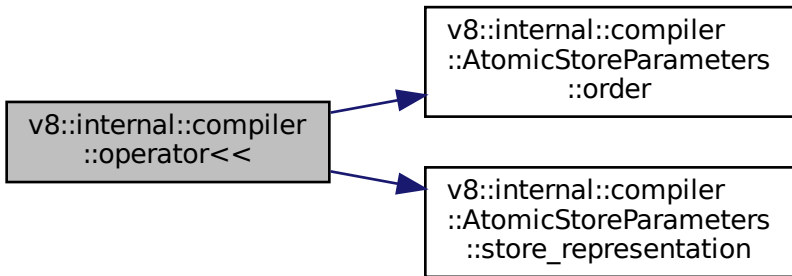 v8::internal::compiler
::operator<<
v8::internal::compiler
::AtomicStoreParameters
::order
v8::internal::compiler
::AtomicStoreParameters
::store_representation